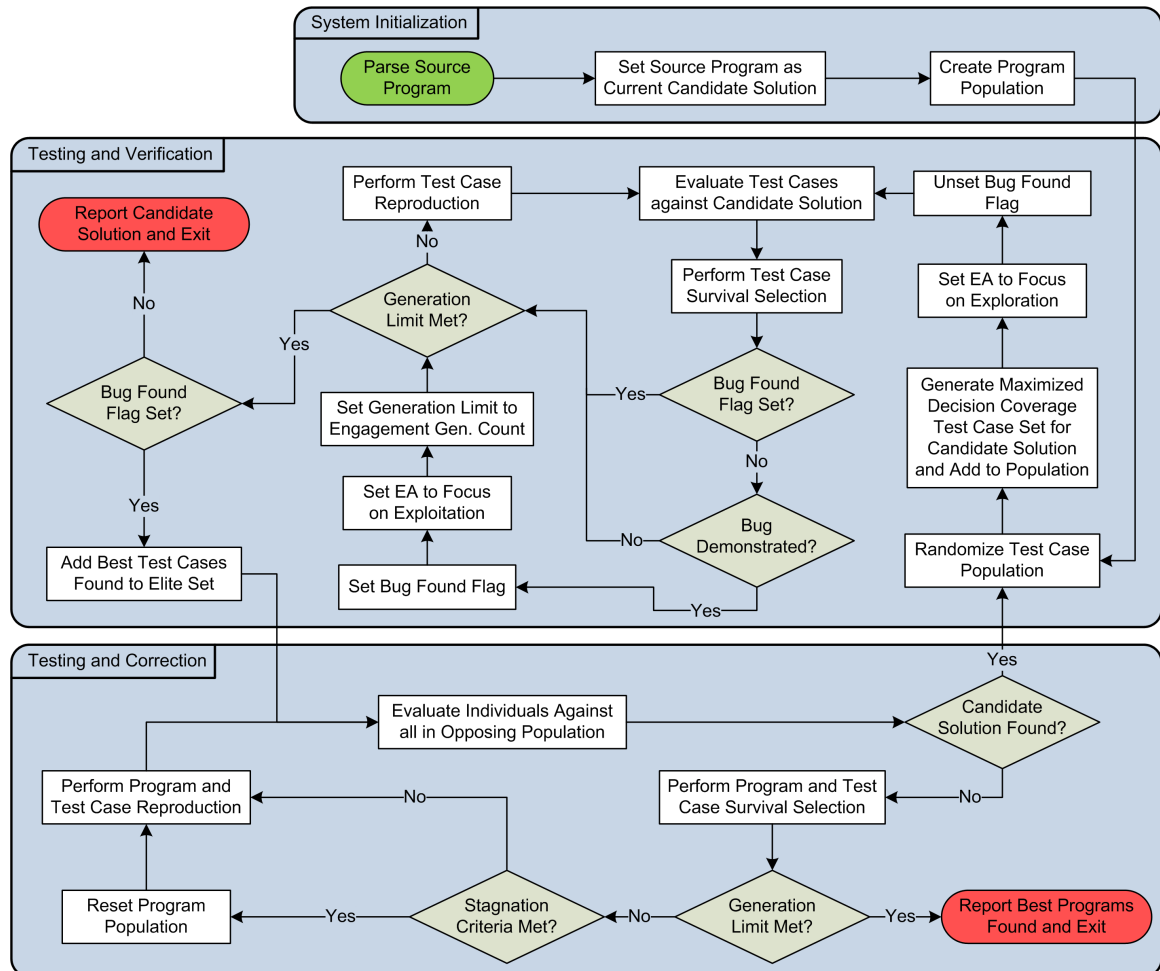 System Initialization
Parse Source
Program
Set Source Program as
Current Candidate Solution
Create Program
Population
Testing and Verification
Report Candidate
Solution and Exit
Perform Test Case
Reproduction
Evaluate Test Cases
against Candidate Solution
Unset Bug Found
Flag
No
No
Generation
Limit Met?
Perform Test Case
Survival Selection
Set EA to Focus
on Exploration
Yes
Bug Found
Flag Set?
Set Generation Limit to
Engagement Gen. Count
Yes
Bug Found
Flag Set?
Generate Maximized
Decision Coverage
Test Case Set for
Candidate Solution
and Add to Population
No
Yes
Set EA to Focus
on Exploitation
No
Bug
Demonstrated?
Randomize Test Case
Population
Add Best Test Cases
Found to Elite Set
Set Bug Found Flag
Yes
Testing and Correction
Yes
Evaluate Individuals Against
all in Opposing Population
Candidate
Solution Found?
Perform Program and
Test Case Reproduction
No
Perform Program and Test
Case Survival Selection
No
Reset Program
Population
Yes
Stagnation
Criteria Met?
No
Generation
Limit Met?
Yes
Report Best Programs
Found and Exit